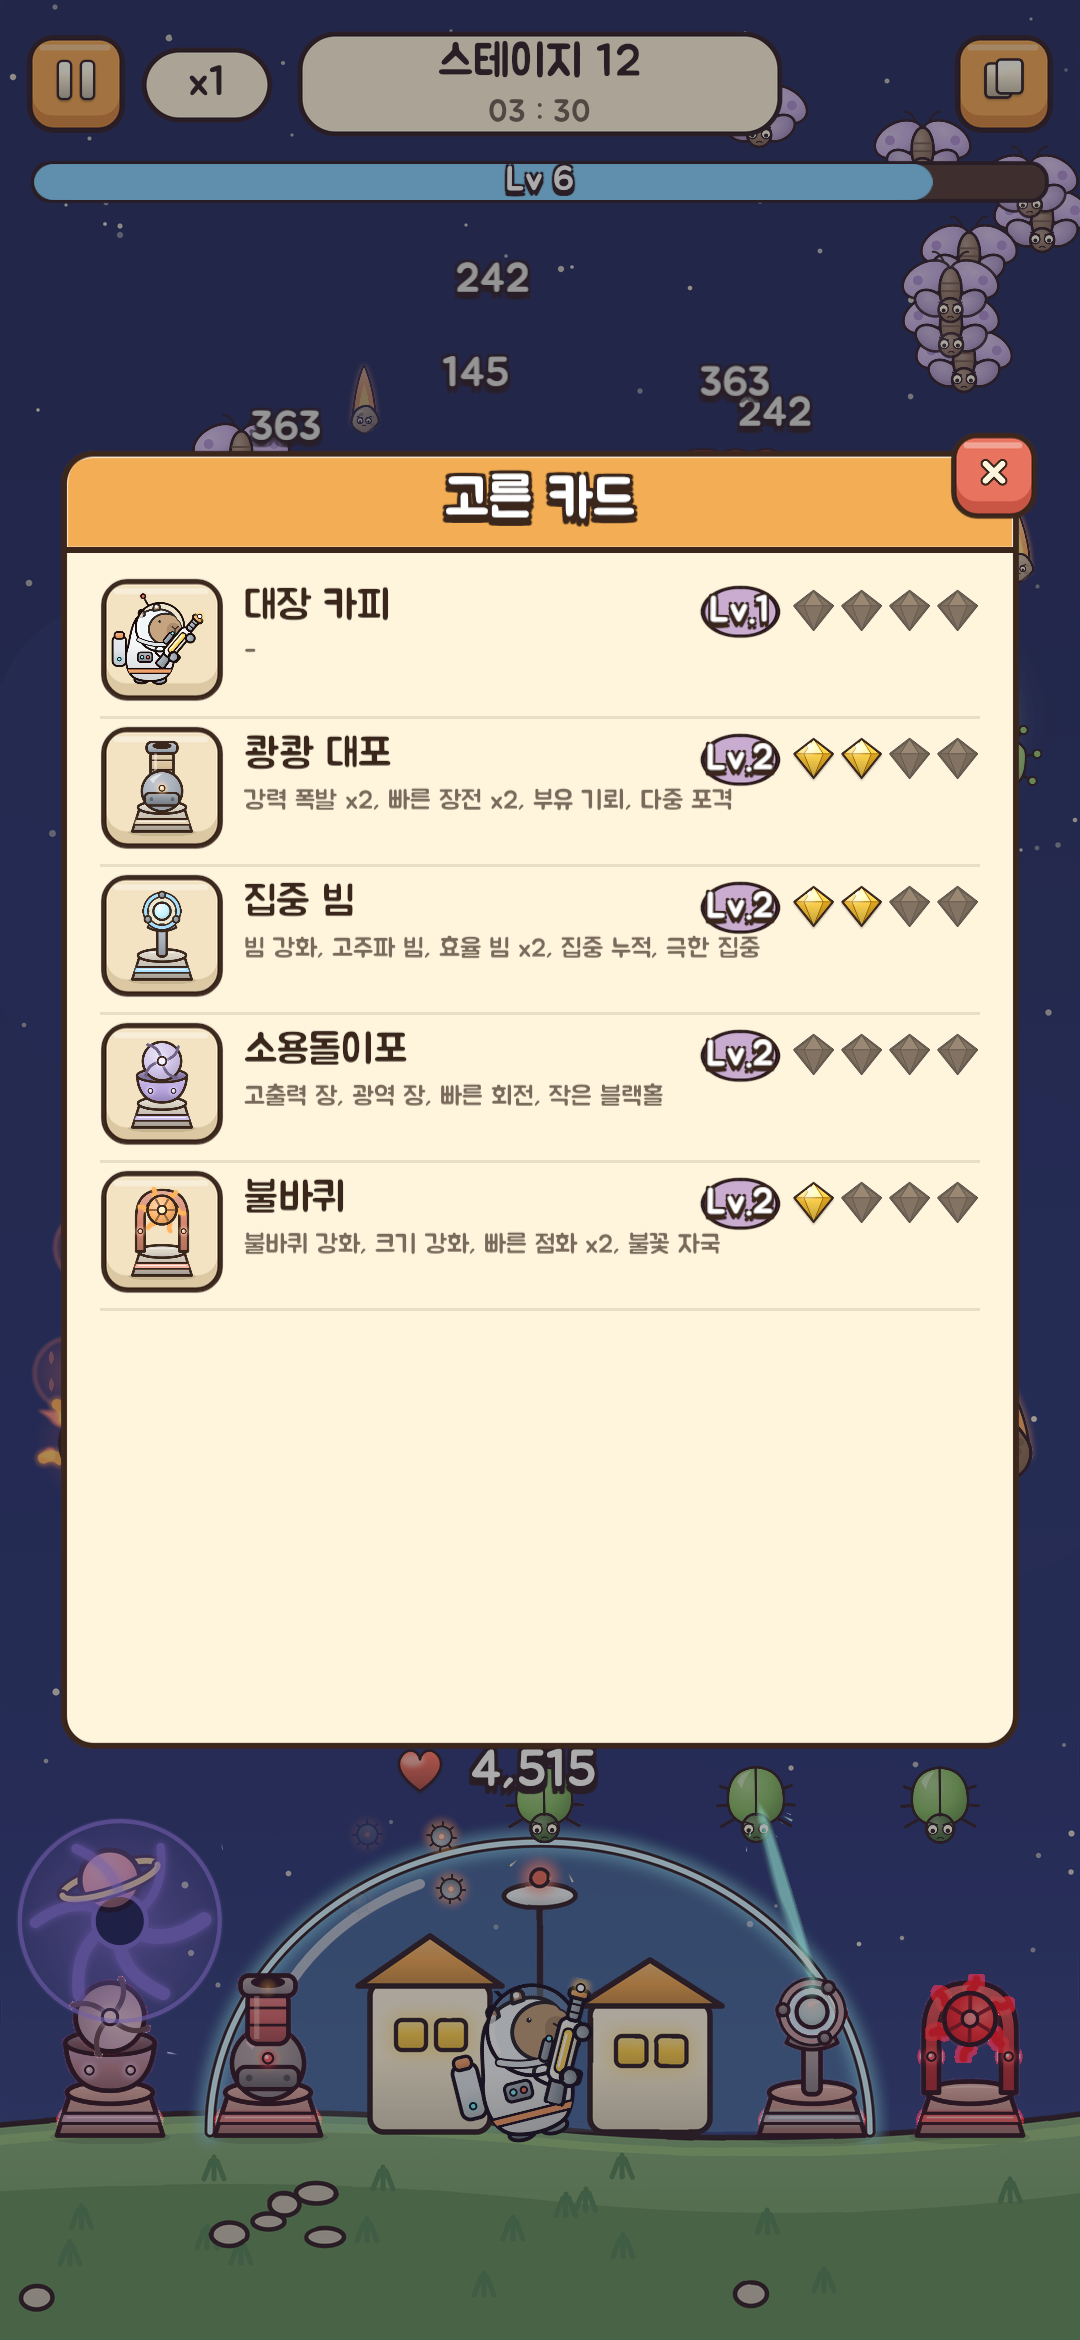 스테이지 12
x1
03 : 30
Lv 6
242
145
363
242
363
고른 카드
대장 카피
Lv.1
-
쾅쾅 대포
Lv.2
강력 폭발 x2, 빠른 장전 x2, 부유 기뢰, 다중 포격
집중 빔
Lv.2
빔 강화, 고주파 빔, 효율 빔 x2, 집중 누적, 극한 집중
소용돌이포
Lv.2
고출력 장, 광역 장, 빠른 회전, 작은 블랙홀
불바퀴
Lv.2
불바퀴 강화, 크기 강화, 빠른 점화 x2, 불꽃 자국
4,515